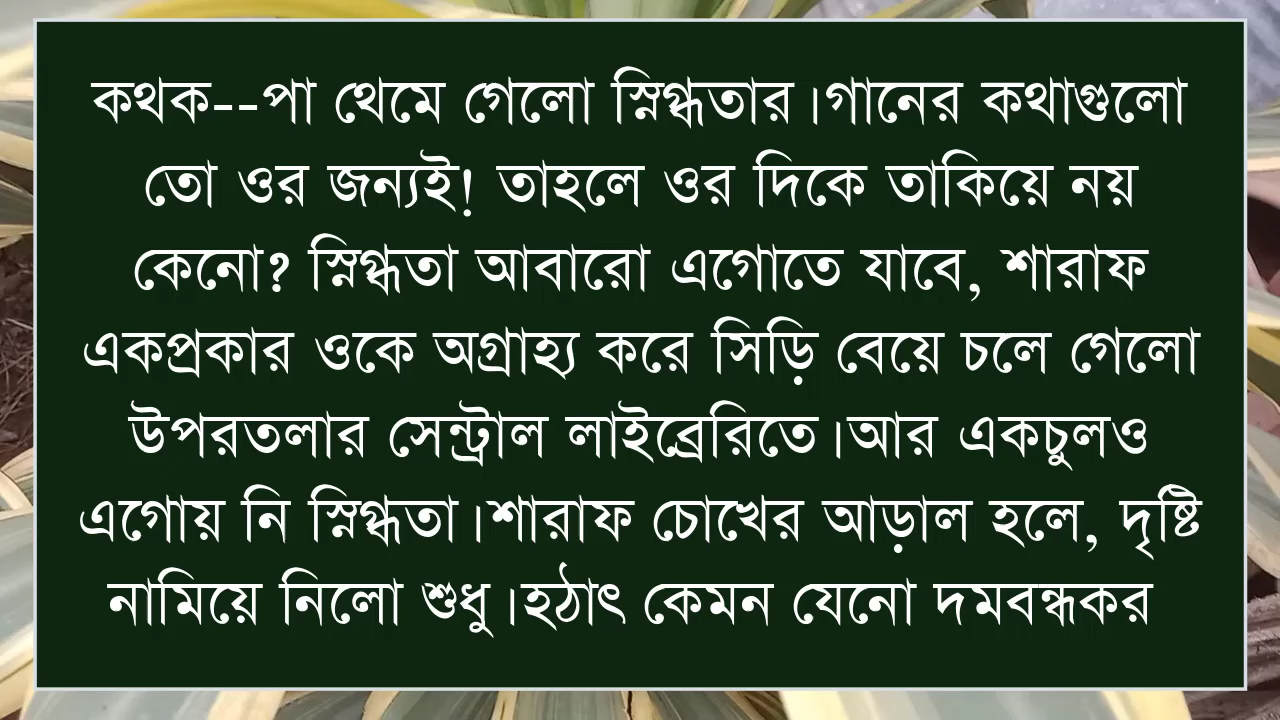 কথক--পা থেমে গেলো স্নিগ্ধতার।গানের কথাগুলো
তো ওর জন্যই! তাহলে ওর দিকে তাকিয়ে নয়
কেনো? স্নিগ্ধতা আবারো এগোতে যাবে, শারাফ
একপ্রকার ওকে অগ্রাহ্য করে সিড়ি বেয়ে চলে গেলো
উপরতলার সেন্ট্রাল লাইব্রেরিতে।আর একচুলও
এগোয় নি স্নিগ্ধতা।শারাফ চোখের আড়াল হলে, দৃষ্টি
নামিয়ে নিলো শুধু।হঠাৎ কেমন যেনো দমবন্ধকর